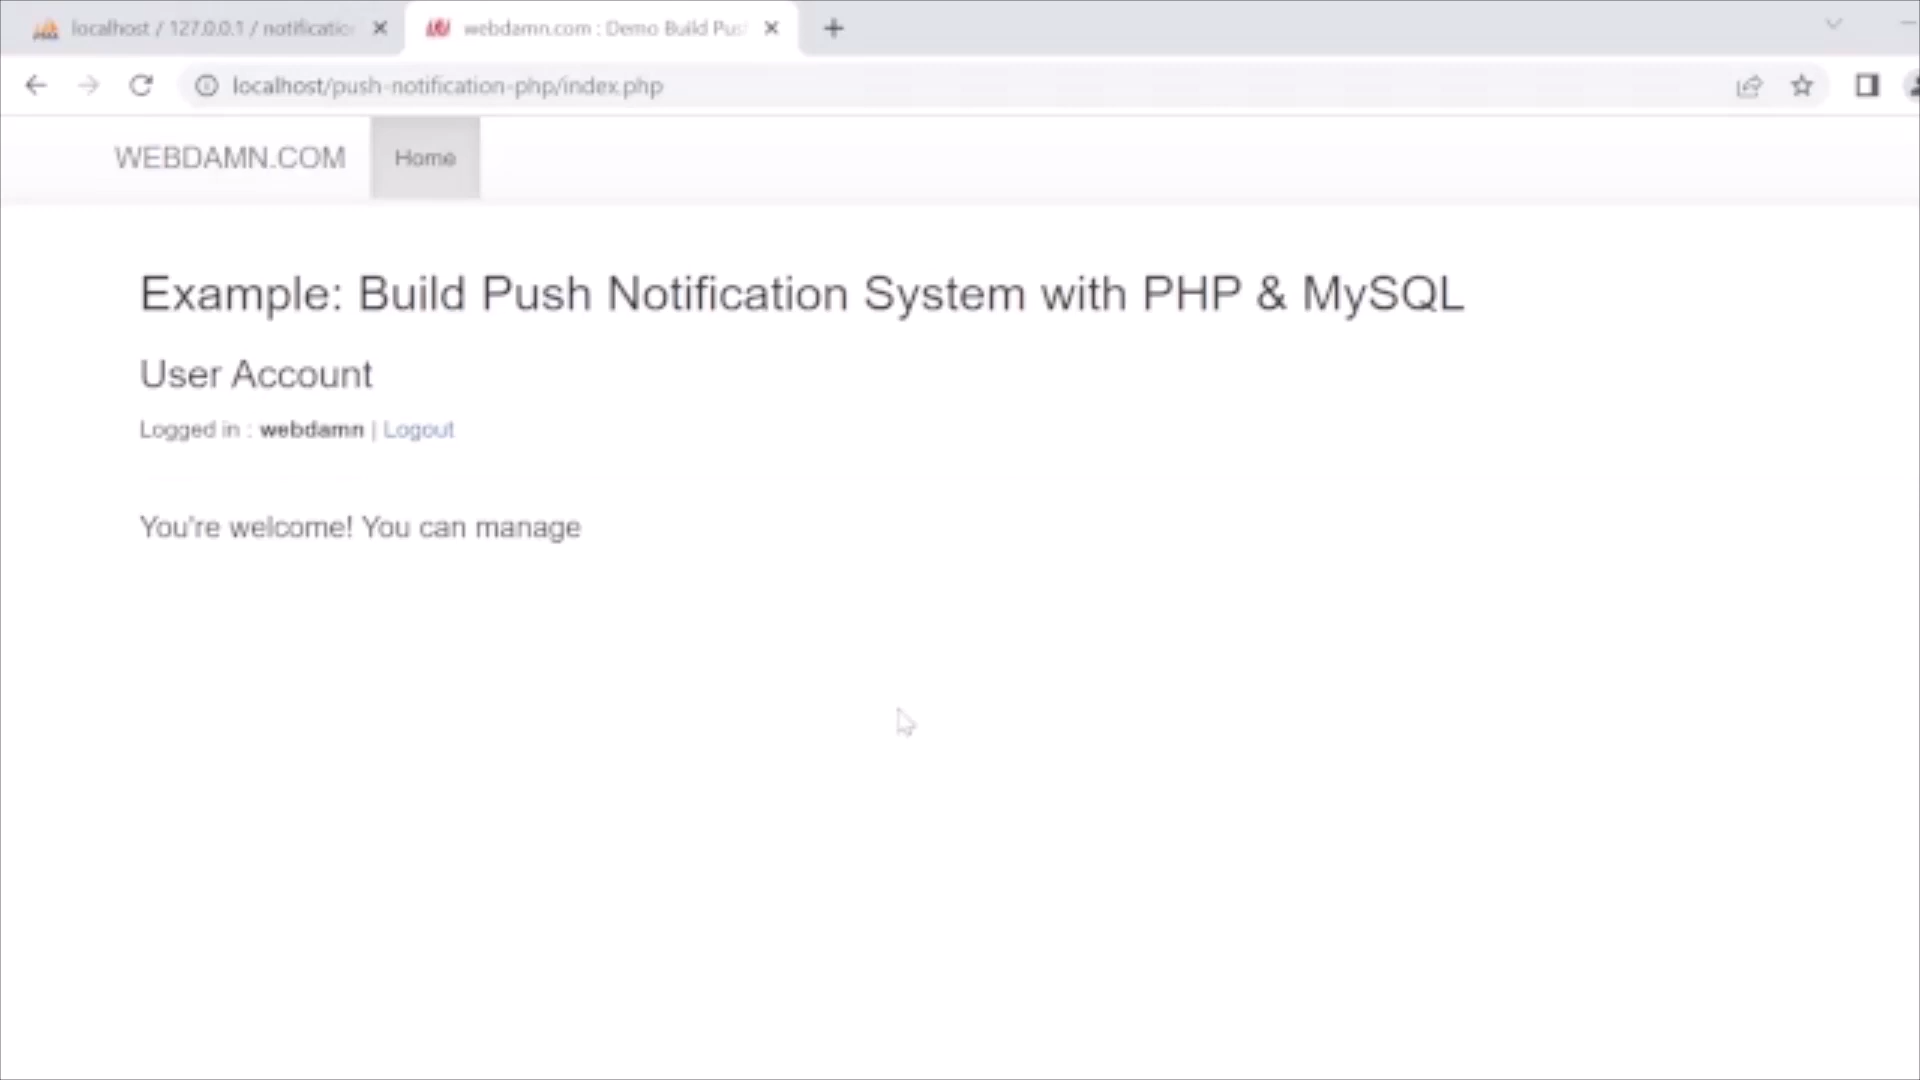 localhost / 127.0.0.1 / notificatio
webdamn.com : Demo Build Pus
localhost/push-notification-php/index.php
WEBDAMN.COM Home
Example: Build Push Notification System with PHP & MySQL
User Account
Logged in : webdamn | Logout
You're welcome! You can manage